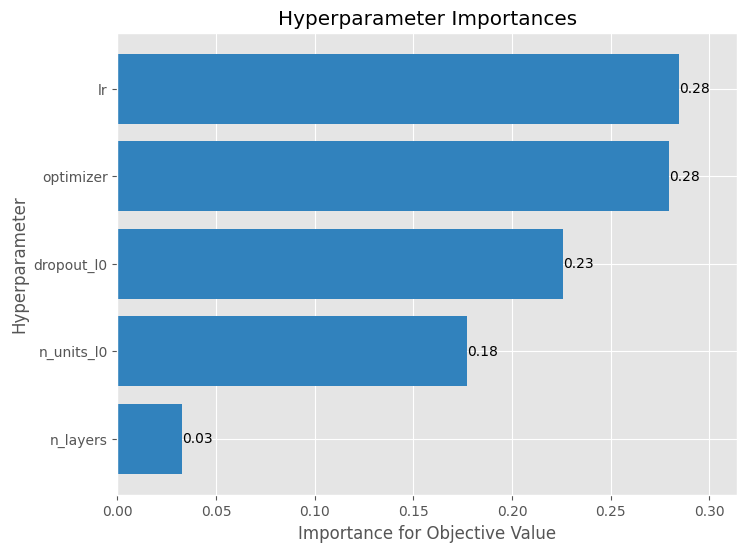 Hyperparameter Importances
Hyperparameter
lr
0.28
optimizer
0.28
dropout_l0
0.23
n_units_l0
0.18
n_layers
0.03
0.00 0.05 0.10 0.15 0.20 0.25 0.30
Importance for Objective Value